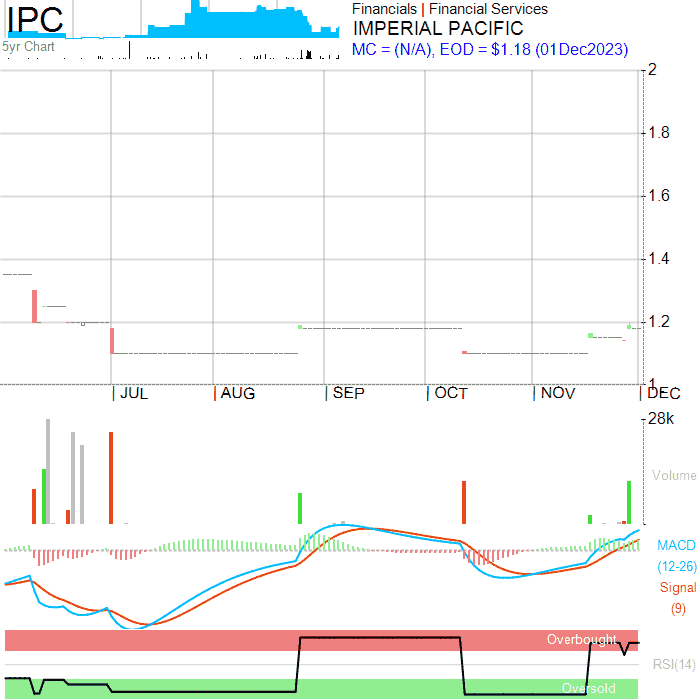 IPC
Financials | Financial Services
IMPERIAL PACIFIC
5yr Chart
MC = (N/A), EOD = $1.18 (01Dec2023)
2
1.8
1.6
1.4
1.2
1
JUL
AUG
SEP
OCT
NOV
DEC
28k
Volume
MACD
(12-26)
Signal
(9)
Overbought
RSI(14)
Oversold